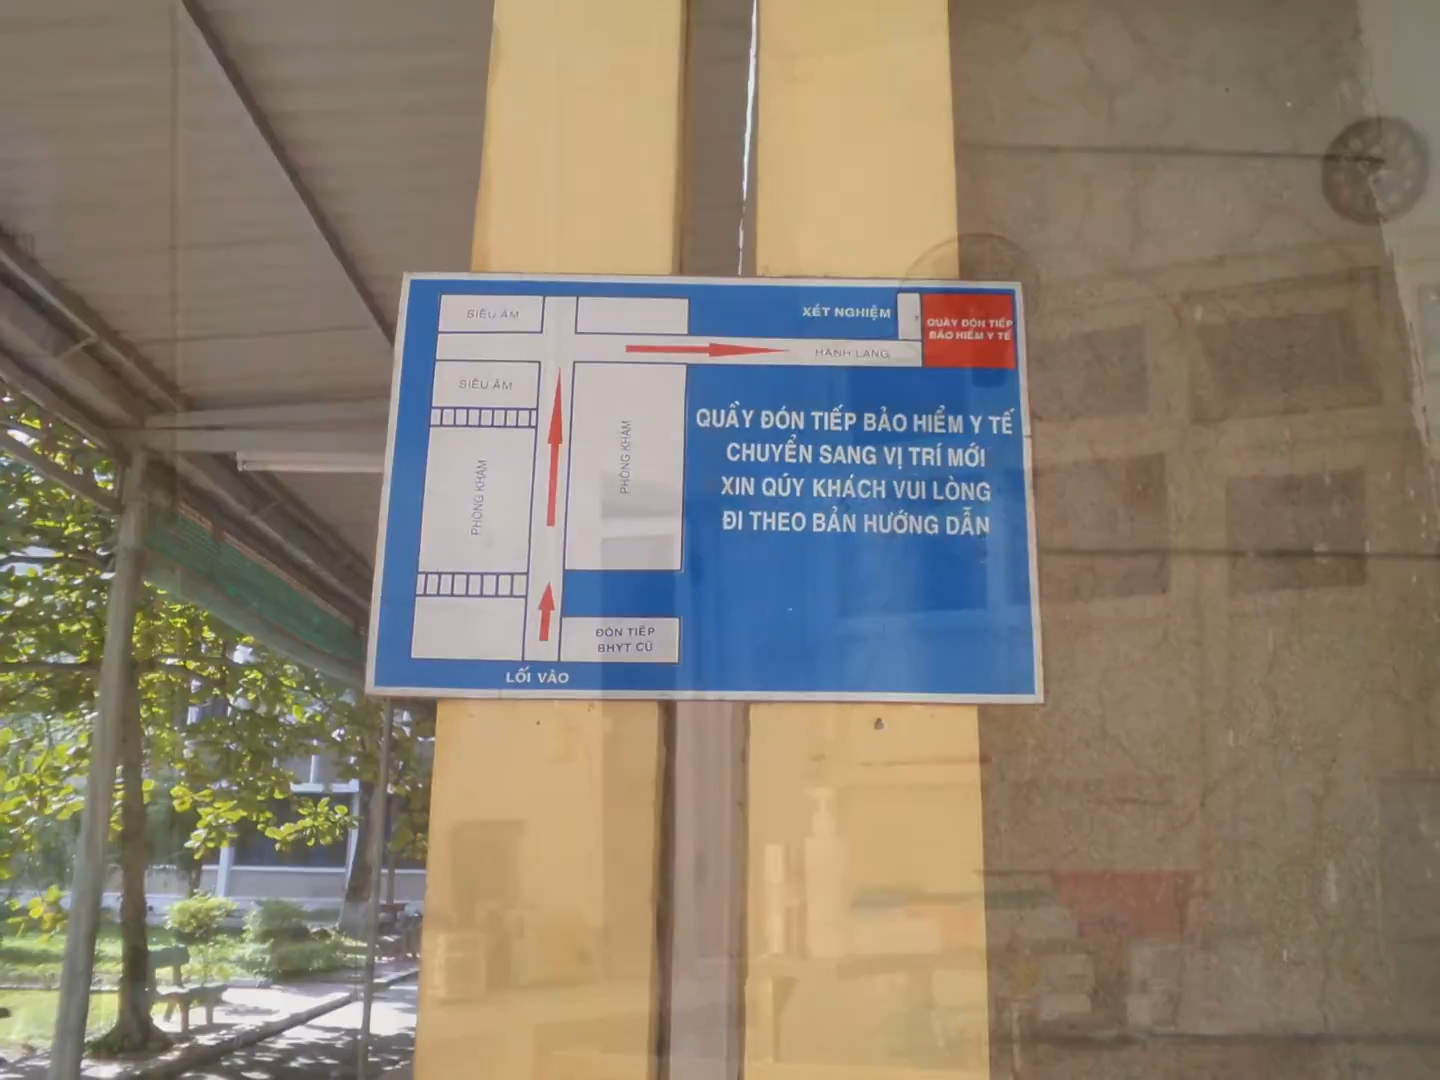 SIÊU ÂM
XÉT NGHIỆM
QUẦY ĐÓN TIẾP
BẢO HIỂM Y TẾ
HÀNH LANG
SIÊU ÂM
PHÒNG KHÁM
PHÒNG KHÁM
QUẦY ĐÓN TIẾP BẢO HIỂM Y TẾ
CHUYỂN SANG VỊ TRÍ MỚI
XIN QÚY KHÁCH VUI LÒNG
ĐI THEO BẢN HƯỚNG DẪN
ĐÓN TIẾP
BHYT CŨ
LỐI VÀO